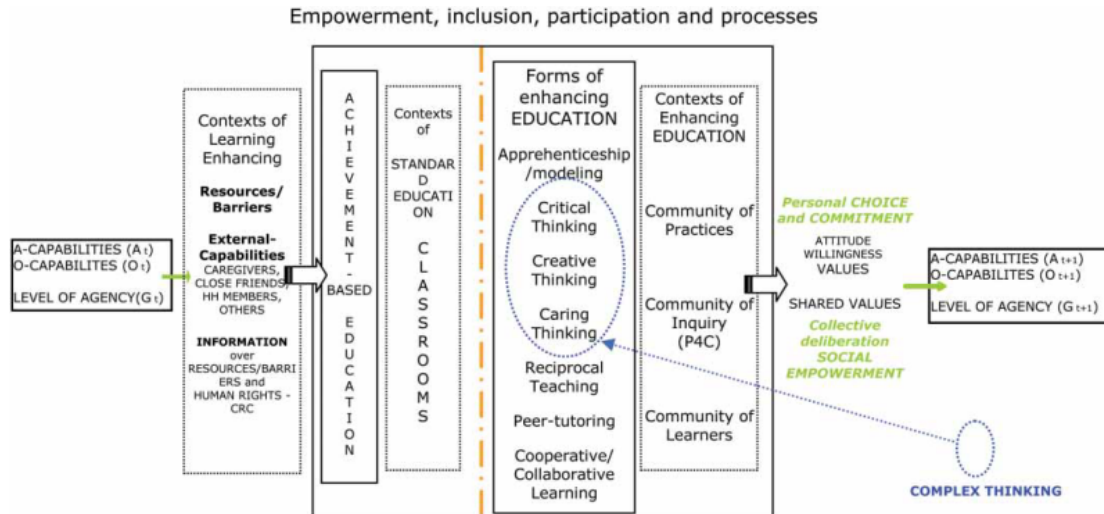 Empowerment, inclusion, participation and processes
A-CAPABILITIES (A t)
O-CAPABILITES (O t)
LEVEL OF AGENCY(G t)
Contexts of
Learning
Enhancing
Resources/
Barriers
External-
Capabilities
CAREGIVERS,
CLOSE FRIENDS,
HH MEMBERS,
OTHERS
INFORMATION
over
RESOURCES/BARRI
ERS and
HUMAN RIGHTS -
CRC
A
C
H
I
E
V
E
M
E
N
T
-
BASED
E
D
U
C
A
T
I
O
N
Contexts
of
STANDAR
D EDUCATI
ON
C
L
A
S
S
R
O
O
M
S
Forms of
enhancing
EDUCATION
Apprehenticeship
/modeling
Critical
Thinking
Creative
Thinking
Caring
Thinking
Reciprocal
Teaching
Peer-tutoring
Cooperative/
Collaborative
Learning
Contexts of
Enhancing
EDUCATION
Community of
Practices
Community of
Inquiry
(P4C)
Community of
Learners
Personal CHOICE
and COMMITMENT
ATTITUDE
WILLINGNESS
VALUES
SHARED VALUES
Collective
deliberation
SOCIAL
EMPOWERMENT
A-CAPABILITIES (A t+1)
O-CAPABILITES (O t+1)
LEVEL OF AGENCY (G t+1)
COMPLEX THINKING